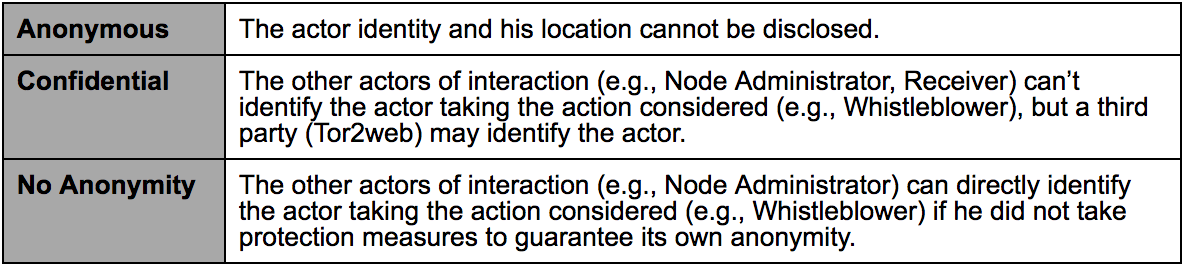 Anonymous The actor identity and his location cannot be disclosed.
Confidential The other actors of interaction (e.g., Node Administrator, Receiver) can’t
identify the actor taking the action considered (e.g., Whistleblower), but a third
party (Tor2web) may identify the actor.
No Anonymity The other actors of interaction (e.g., Node Administrator) can directly identify
the actor taking the action considered (e.g., Whistleblower) if he did not take
protection measures to guarantee its own anonymity.